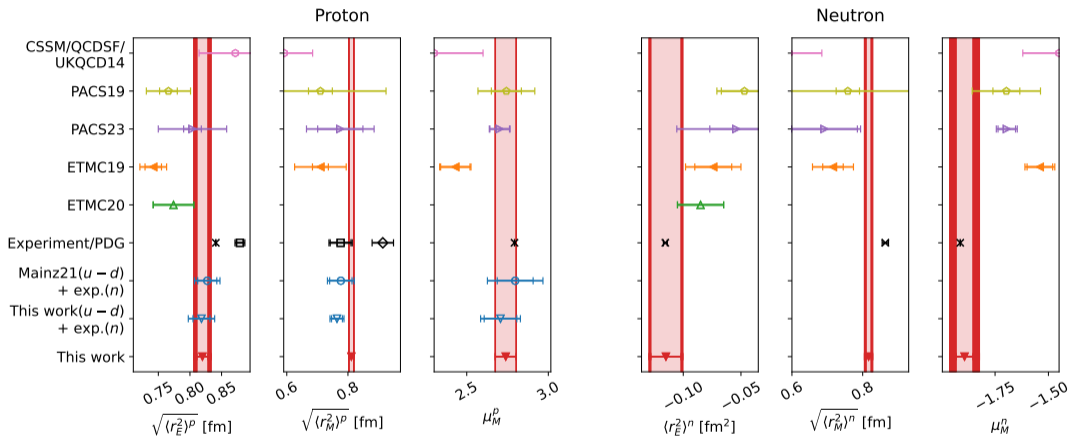 Proton
Neutron
CSSM/QCDSF/
UKQCD14
PACS19
PACS23
ETMC19
ETMC20
Experiment/PDG
Mainz21(u − d)
+ exp.(n)
This work(u − d)
+ exp.(n)
This work
0.75 0.80 0.85
0.6 0.8
2.5 3.0
−0.10 −0.05
0.6 0.8
−1.75 −1.50
√⟨r²_E⟩ᵖ [fm]
√⟨r²_M⟩ᵖ [fm]
μᵖ_M
⟨r²_E⟩ⁿ [fm²]
√⟨r²_M⟩ⁿ [fm]
μⁿ_M